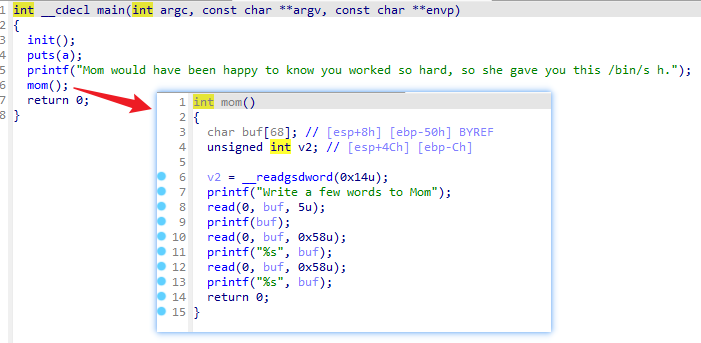 1 int __cdecl main(int argc, const char **argv, const char **envp)
2 {
3 init();
4 puts(a);
5 printf("Mom would have been happy to know you worked so hard, so she gave you this /bin/s h.");
6 mom();
7 return 0;
8 }
1 int mom()
2 {
3 char buf[68]; // [esp+8h] [ebp-50h] BYREF
4 unsigned int v2; // [esp+4Ch] [ebp-Ch]
5
6 v2 = __readgsdword(0x14u);
7 printf("Write a few words to Mom");
8 read(0, buf, 5u);
9 printf(buf);
10 read(0, buf, 0x58u);
11 printf("%s", buf);
12 read(0, buf, 0x58u);
13 printf("%s", buf);
14 return 0;
15 }